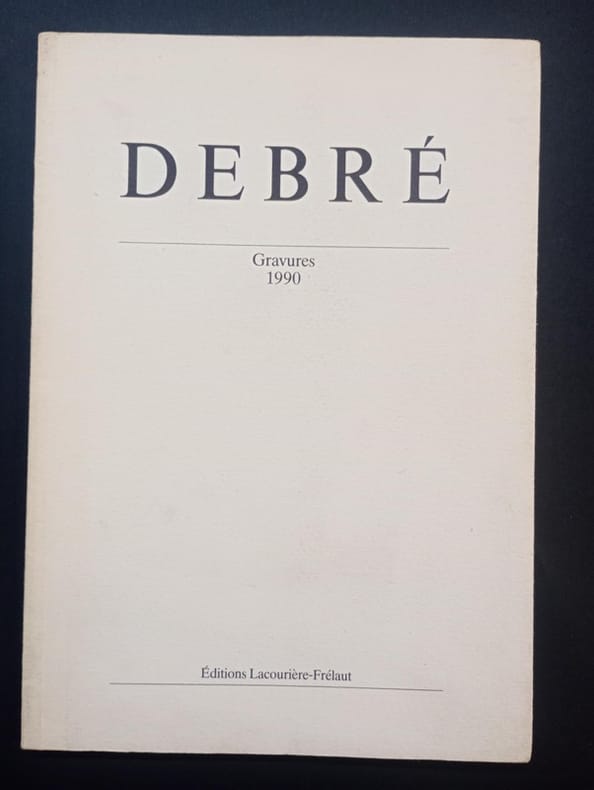 DEBRÉ
Gravures
1990
Éditions Lacourière-Frélaut